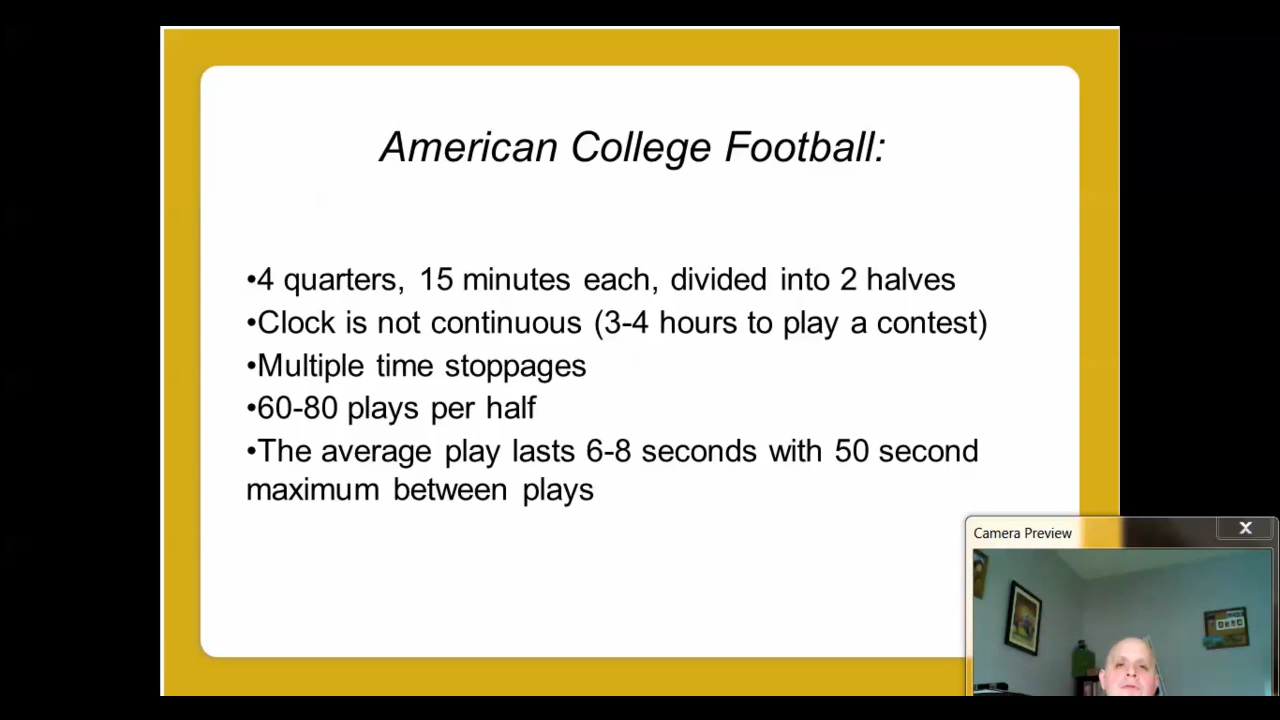 American College Football:
•4 quarters, 15 minutes each, divided into 2 halves
•Clock is not continuous (3-4 hours to play a contest)
•Multiple time stoppages
•60-80 plays per half
•The average play lasts 6-8 seconds with 50 second
maximum between plays
Camera Preview